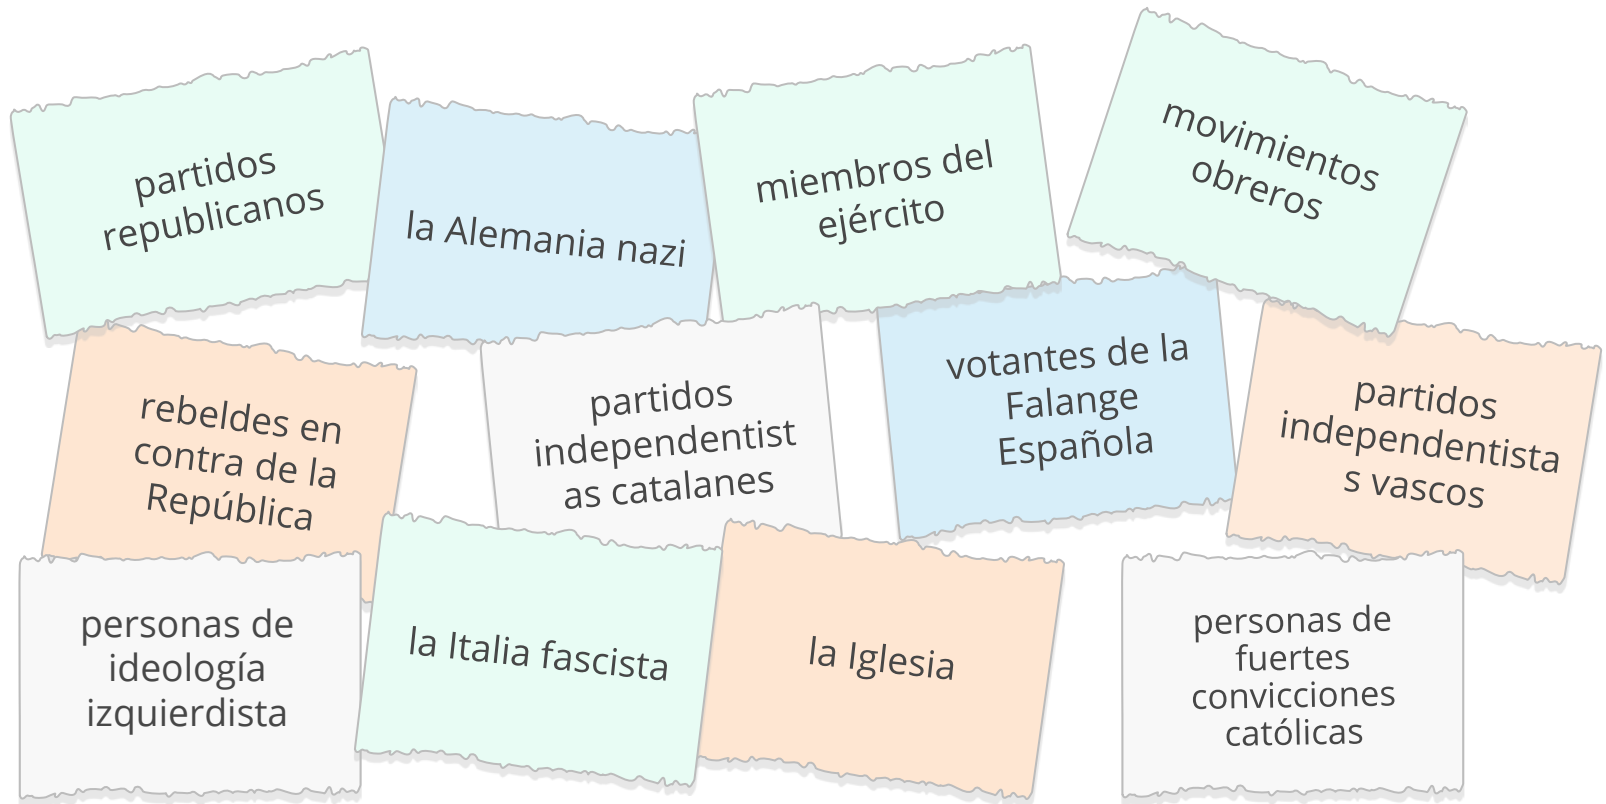 partidos
republicanos
la Alemania nazi
miembros del
ejército
movimientos
obreros
rebeldes en
contra de la
República
partidos
independentist
as catalanes
votantes de la
Falange
Española
partidos
independentista
s vascos
personas de
ideología
izquierdista
la Italia fascista
la Iglesia
personas de
fuertes
convicciones
católicas